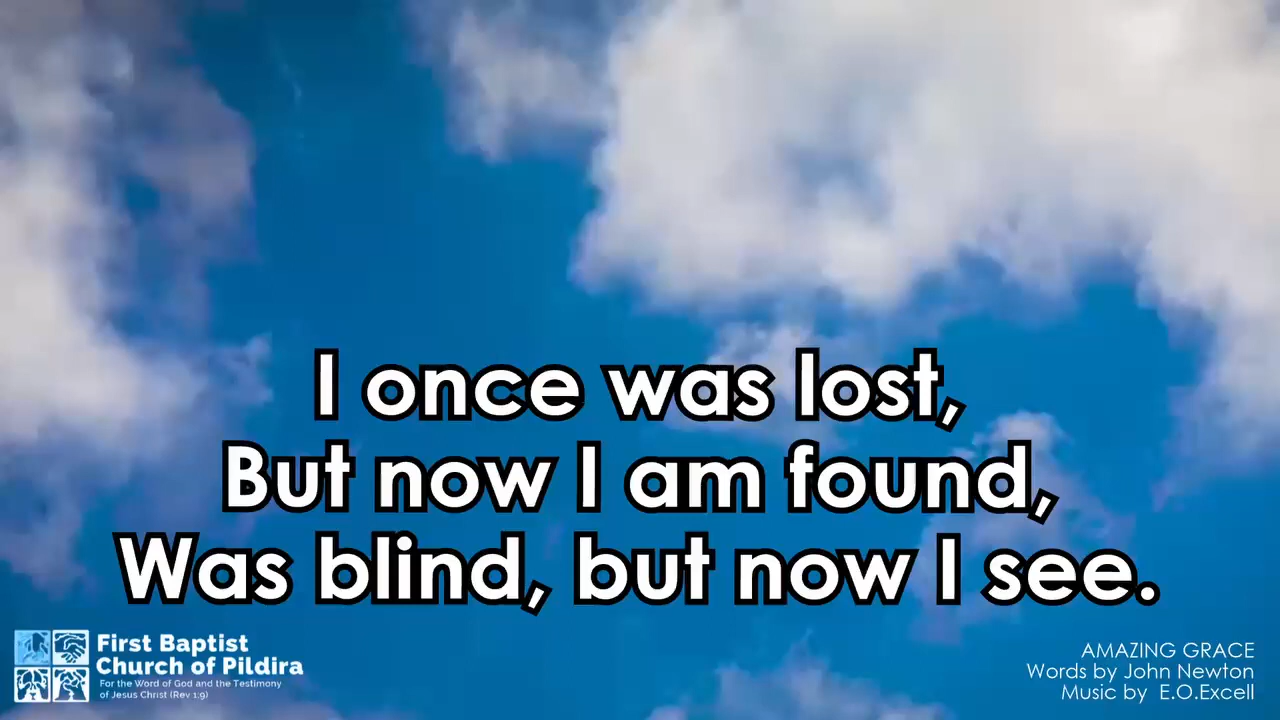 I once was lost,
But now I am found,
Was blind, but now I see.
First Baptist
Church of Pildira
For the Word of God and the Testimony
of Jesus Christ (Rev 1:9)
AMAZING GRACE
Words by John Newton
Music by  E.O.Excell